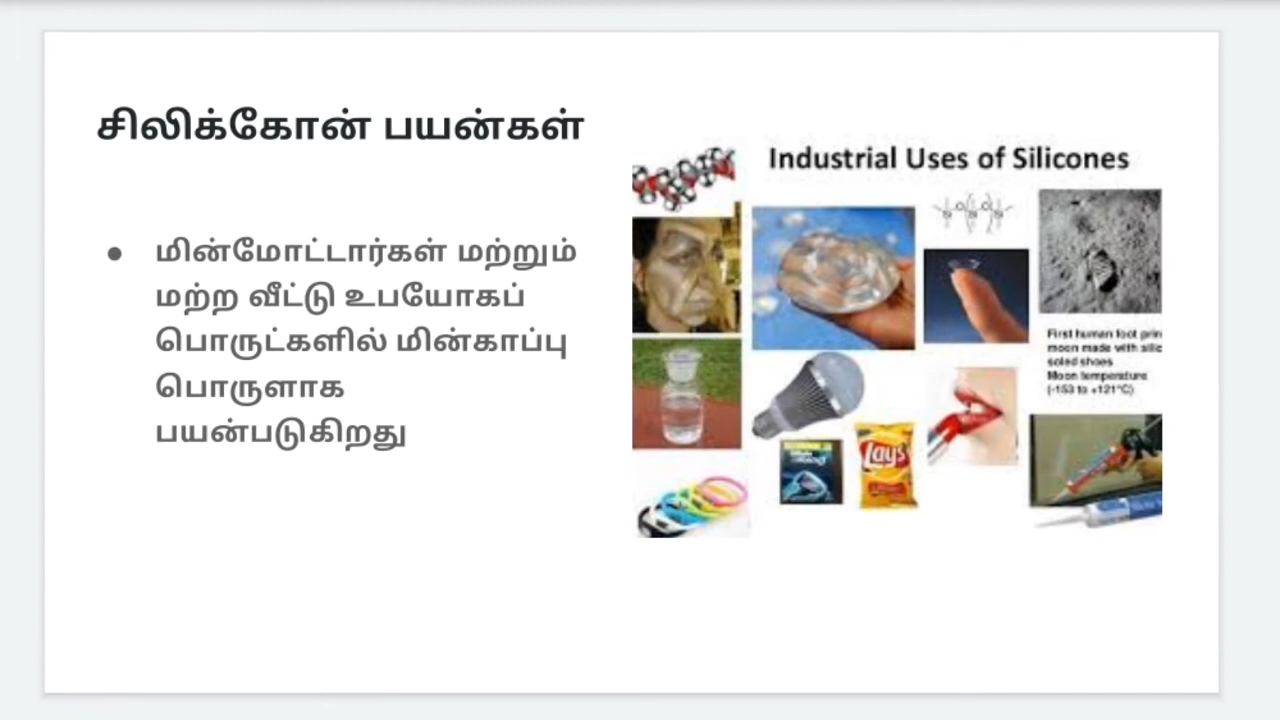 சிலிக்கோன் பயன்கள்
● மின்மோட்டார்கள் மற்றும்
மற்ற வீட்டு உபயோகப்
பொருட்களில் மின்காப்பு
பொருளாக
பயன்படுகிறது
Industrial Uses of Silicones
First human foot prin
moon made with silic
soled shoes
Moon temperature
(-153 to +121°C)
Lays